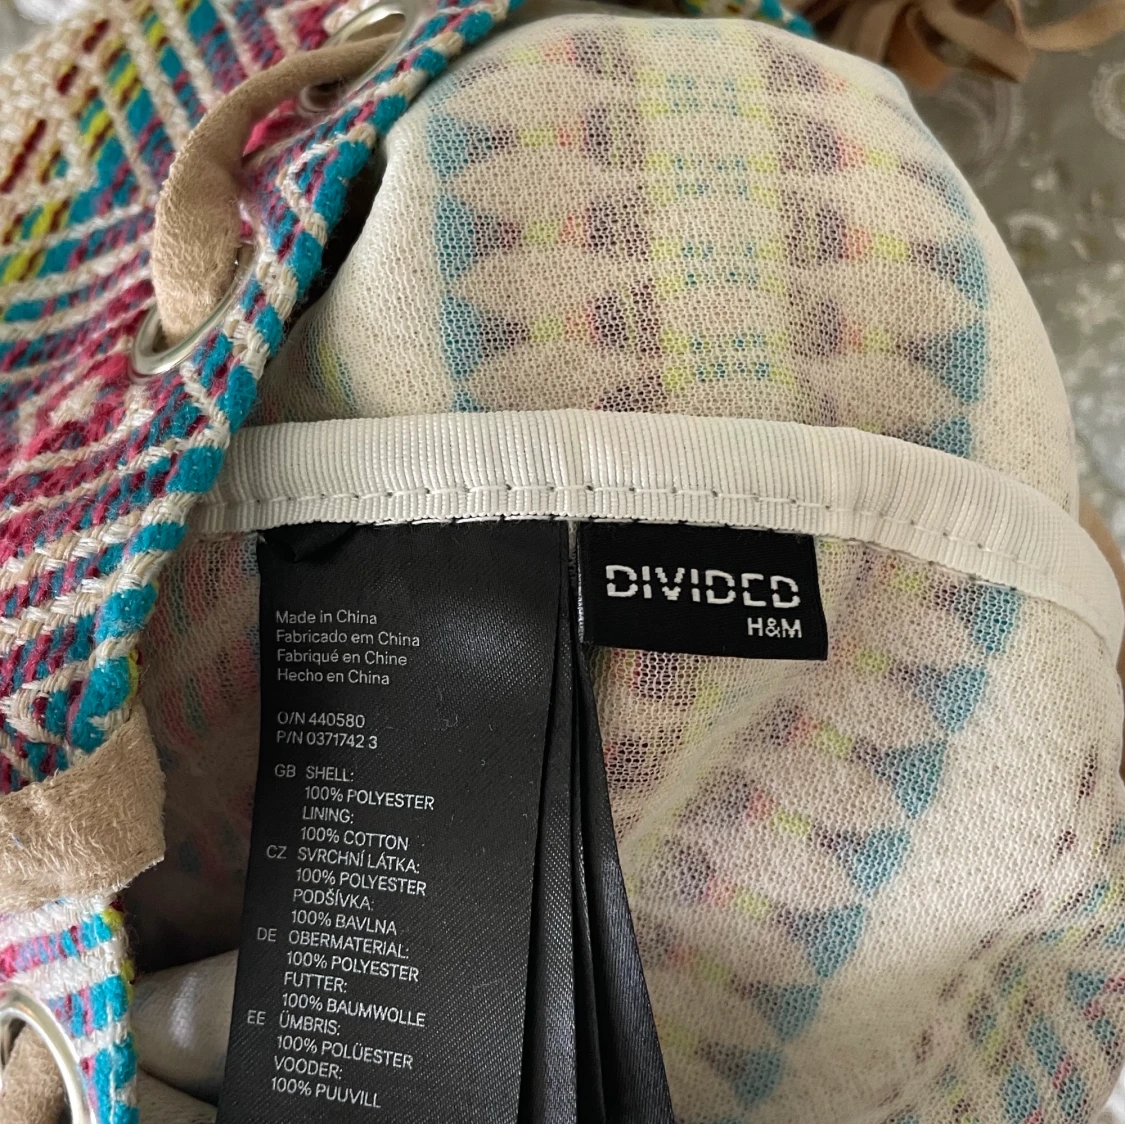 Made in China
Fabricado em China
Fabriqué en Chine
Hecho en China
O/N 440580
P/N 0371742 3
GB SHELL:
100% POLYESTER
LINING:
100% COTTON
CZ SVRCHNÍ LÁTKA:
100% POLYESTER
PODŠÍVKA:
100% BAVLNA
DE OBERMATERIAL:
100% POLYESTER
FUTTER:
100% BAUMWOLLE
EE ÜMBRIS:
100% POLÜESTER
VOODER:
100% PUUVILL
DIVIDED
H&M